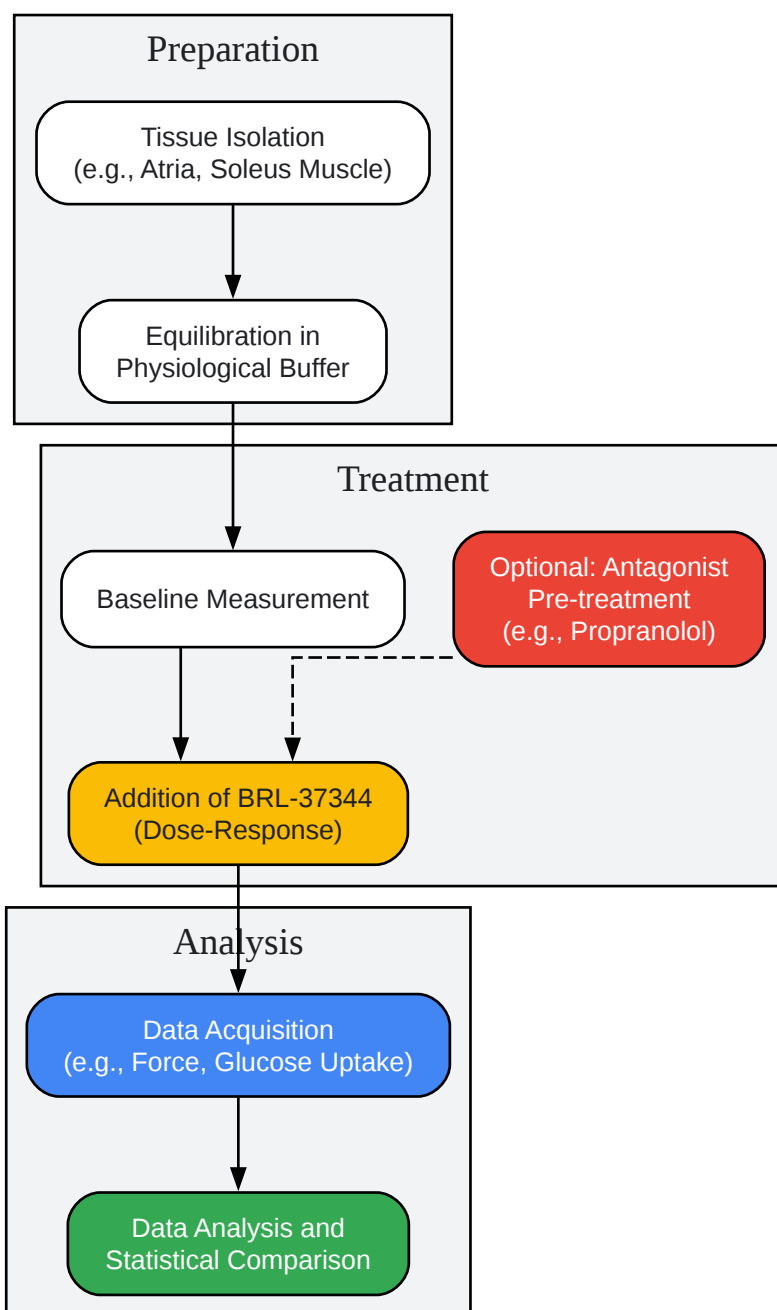 Preparation
Tissue Isolation
(e.g., Atria, Soleus Muscle)
Equilibration in
Physiological Buffer
Treatment
Baseline Measurement
Optional: Antagonist
Pre-treatment
(e.g., Propranolol)
Addition of BRL-37344
(Dose-Response)
Analysis
Data Acquisition
(e.g., Force, Glucose Uptake)
Data Analysis and
Statistical Comparison